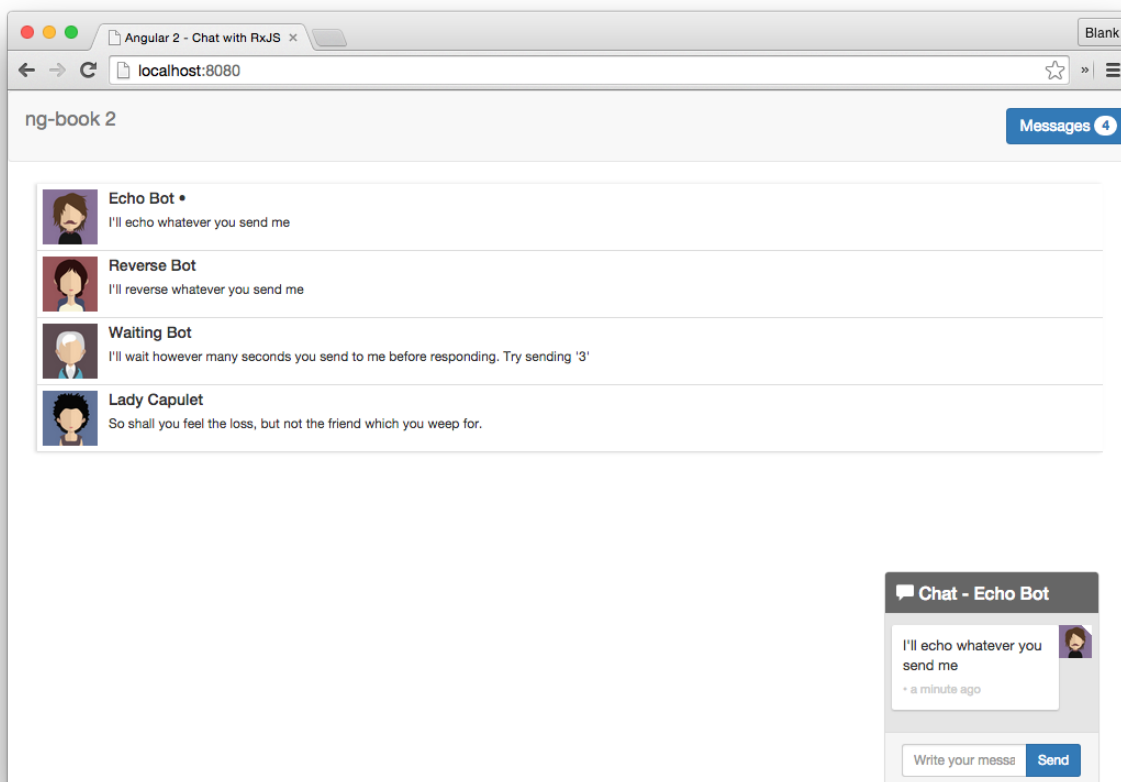 Angular 2 - Chat with RxJS
Blank
localhost:8080
ng-book 2
Messages 4
Echo Bot •
I'll echo whatever you send me
Reverse Bot
I'll reverse whatever you send me
Waiting Bot
I'll wait however many seconds you send to me before responding. Try sending '3'
Lady Capulet
So shall you feel the loss, but not the friend which you weep for.
Chat - Echo Bot
I'll echo whatever you
send me
• a minute ago
Write your messa
Send